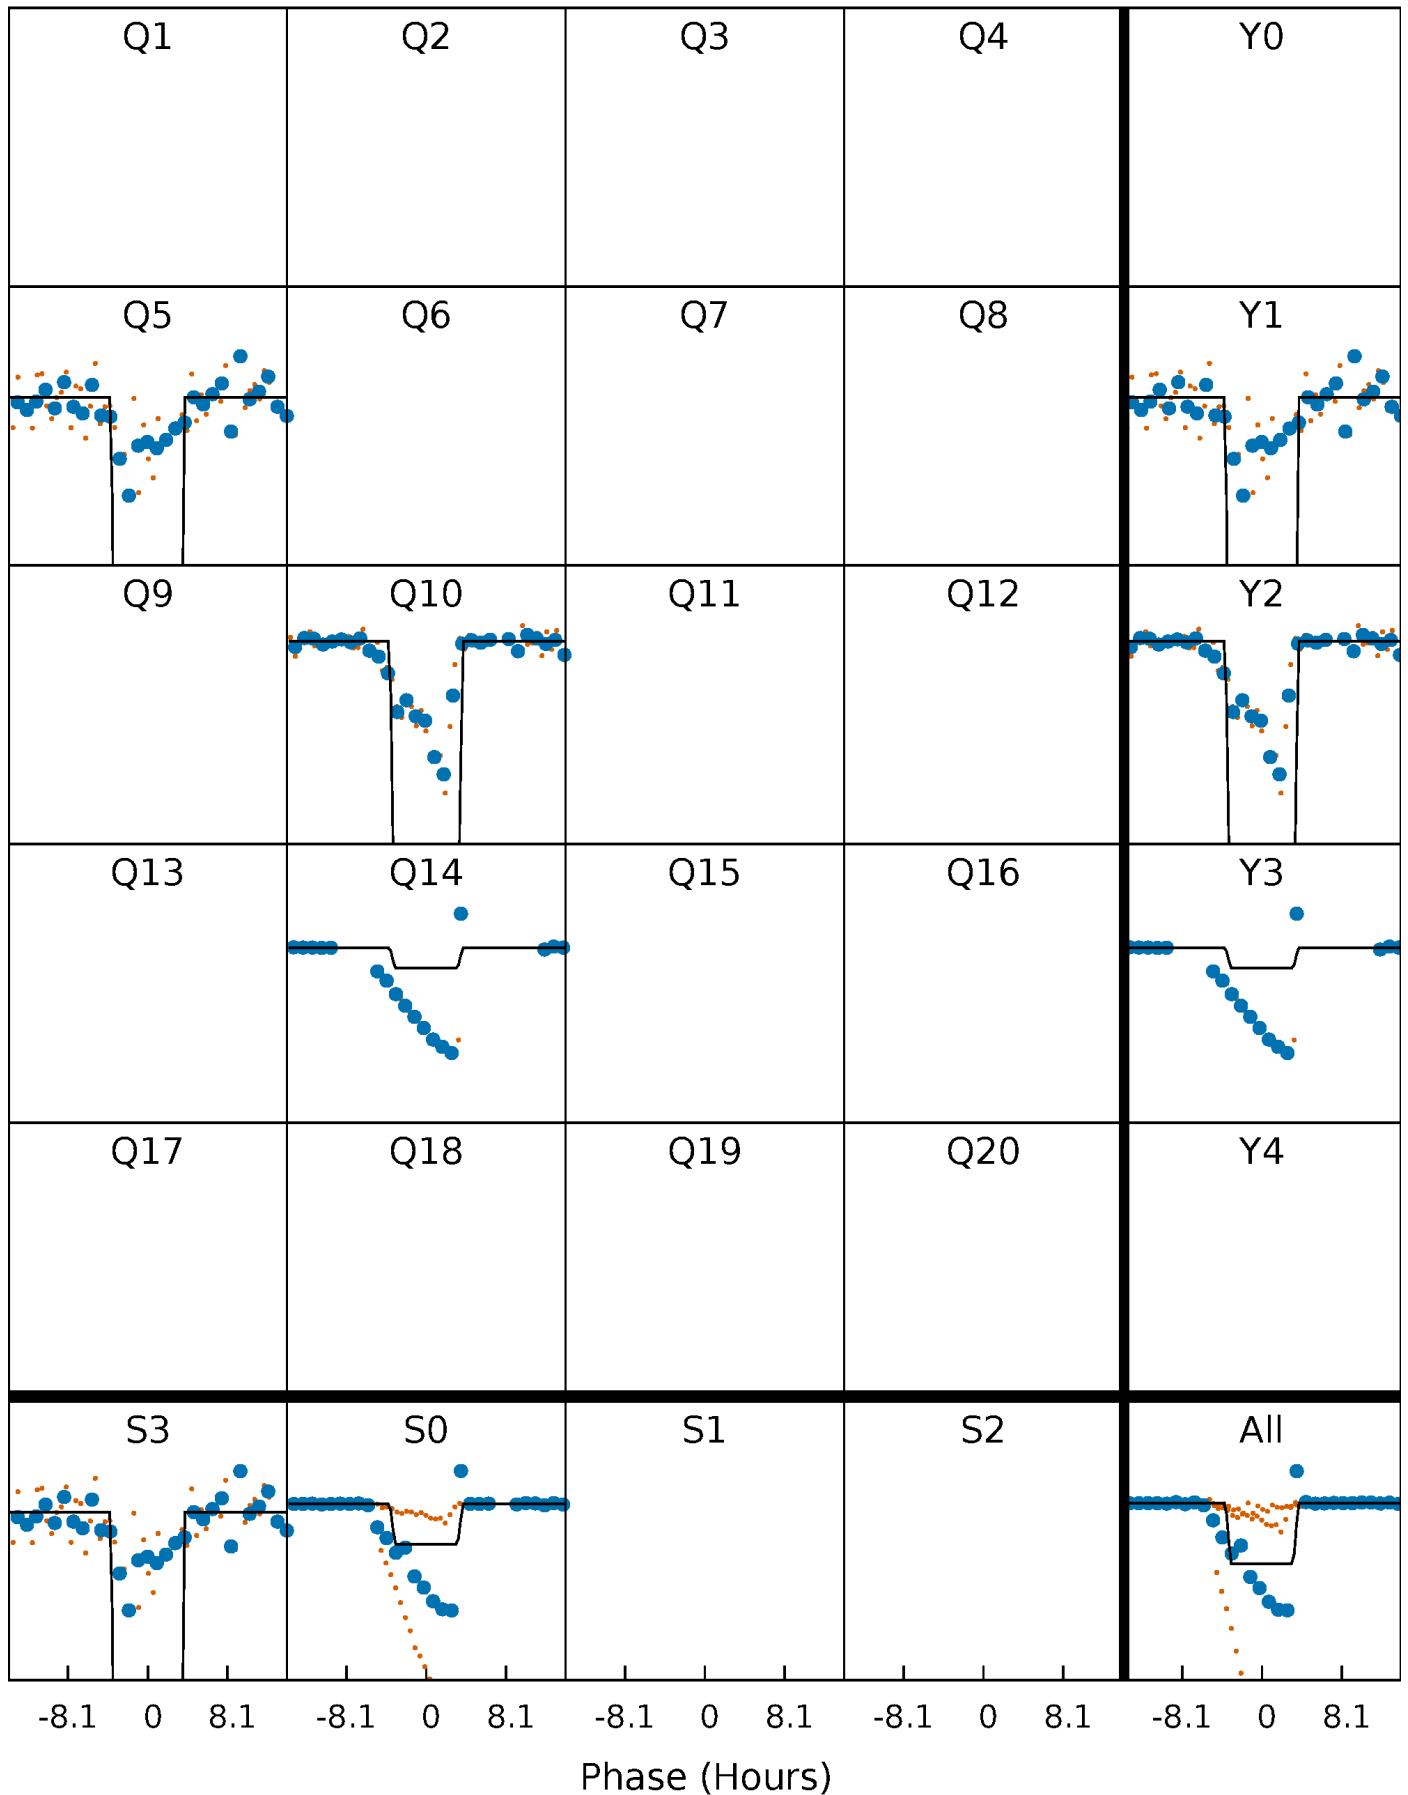 Q1 Q2 Q3 Q4 Y0
Q5 Q6 Q7 Q8 Y1
Q9 Q10 Q11 Q12 Y2
Q13 Q14 Q15 Q16 Y3
Q17 Q18 Q19 Q20 Y4
S3 S0 S1 S2 All
-8.1 0 8.1 -8.1 0 8.1 -8.1 0 8.1 -8.1 0 8.1 -8.1 0 8.1
Phase (Hours)